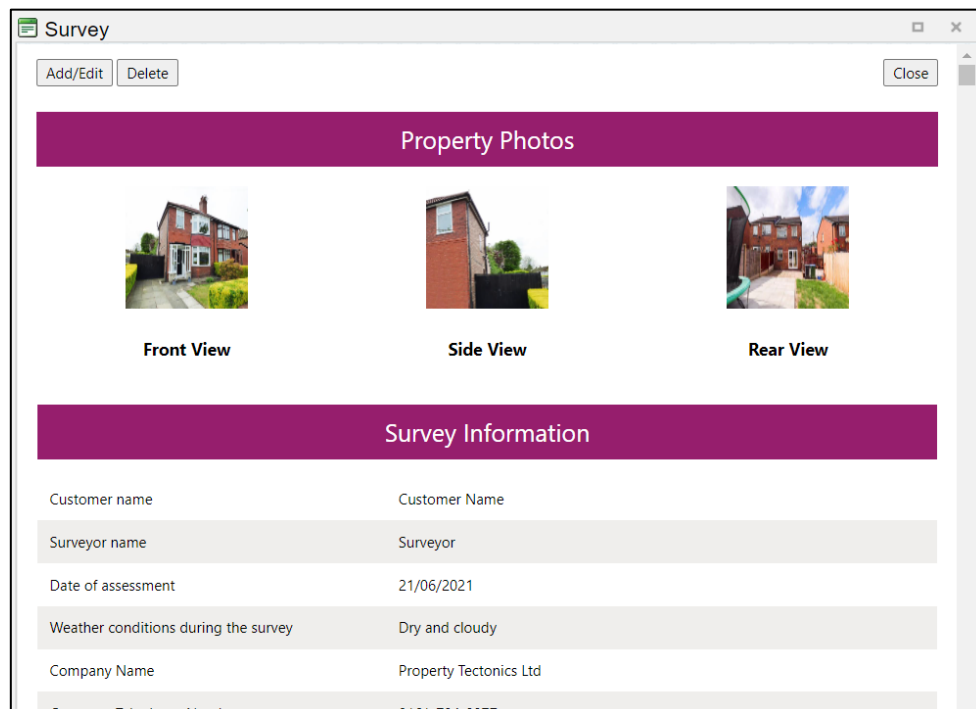 Survey
Add/Edit Delete Close
Property Photos
Front View Side View Rear View
Survey Information
Customer name Customer Name
Surveyor name Surveyor
Date of assessment 21/06/2021
Weather conditions during the survey Dry and cloudy
Company Name Property Tectonics Ltd